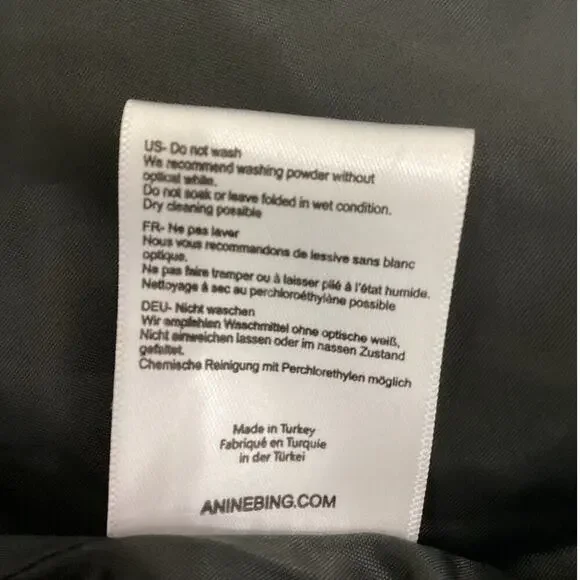 US- Do not wash
We recommend washing powder without
optical white.
Do not soak or leave folded in wet condition.
Dry cleaning possible
FR- Ne pas laver
Nous vous recommandons de lessive sans blanc
optique.
Ne pas faire tremper ou à laisser plié à l'état humide.
Nettoyage à sec au perchloroéthylène possible
DEU- Nicht waschen
Wir empfehlen Waschmittel ohne optische weiß,
Nicht einweichen lassen oder im nassen Zustand
gefaltet.
Chemische Reinigung mit Perchlorethylen möglich
Made in Turkey
Fabriqué en Turquie
in der Türkei
ANINEBING.COM